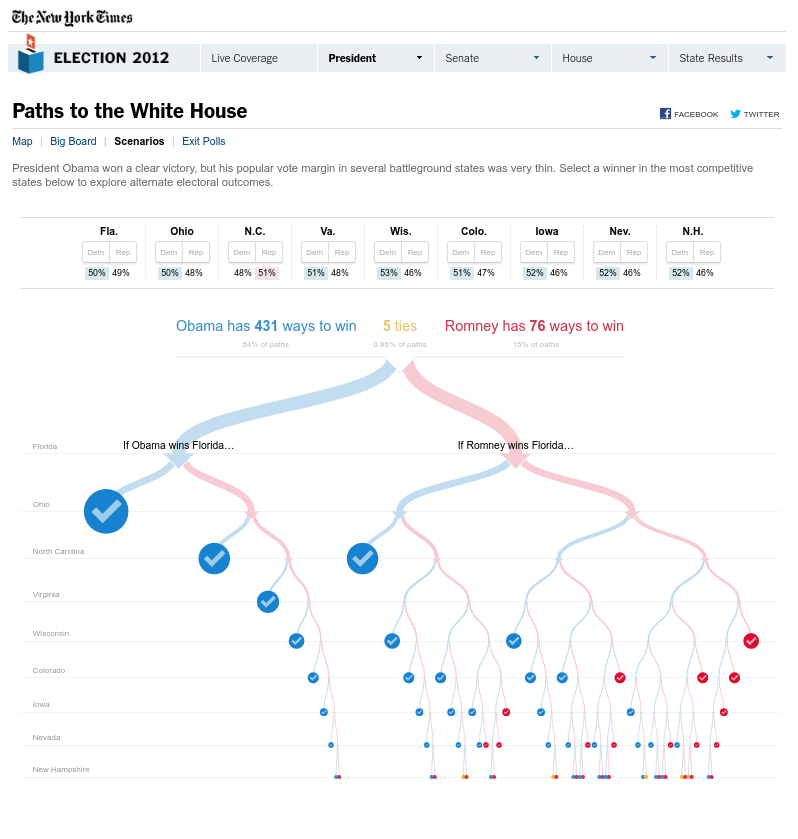 The New York Times
ELECTION 2012 Live Coverage President Senate House State Results
Paths to the White House
FACEBOOK TWITTER
Map | Big Board | Scenarios | Exit Polls
President Obama won a clear victory, but his popular vote margin in several battleground states was very thin. Select a winner in the most competitive
states below to explore alternate electoral outcomes.
Fla. Ohio N.C. Va. Wis. Colo. Iowa Nev. N.H.
Dem Rep Dem Rep Dem Rep Dem Rep Dem Rep Dem Rep Dem Rep Dem Rep Dem Rep
50% 49% 50% 48% 48% 51% 51% 48% 53% 46% 51% 47% 52% 46% 52% 46% 52% 46%
Obama has 431 ways to win 5 ties Romney has 76 ways to win
84% of paths 0.98% of paths 15% of paths
If Obama wins Florida… If Romney wins Florida…
Florida
Ohio
North Carolina
Virginia
Wisconsin
Colorado
Iowa
Nevada
New Hampshire